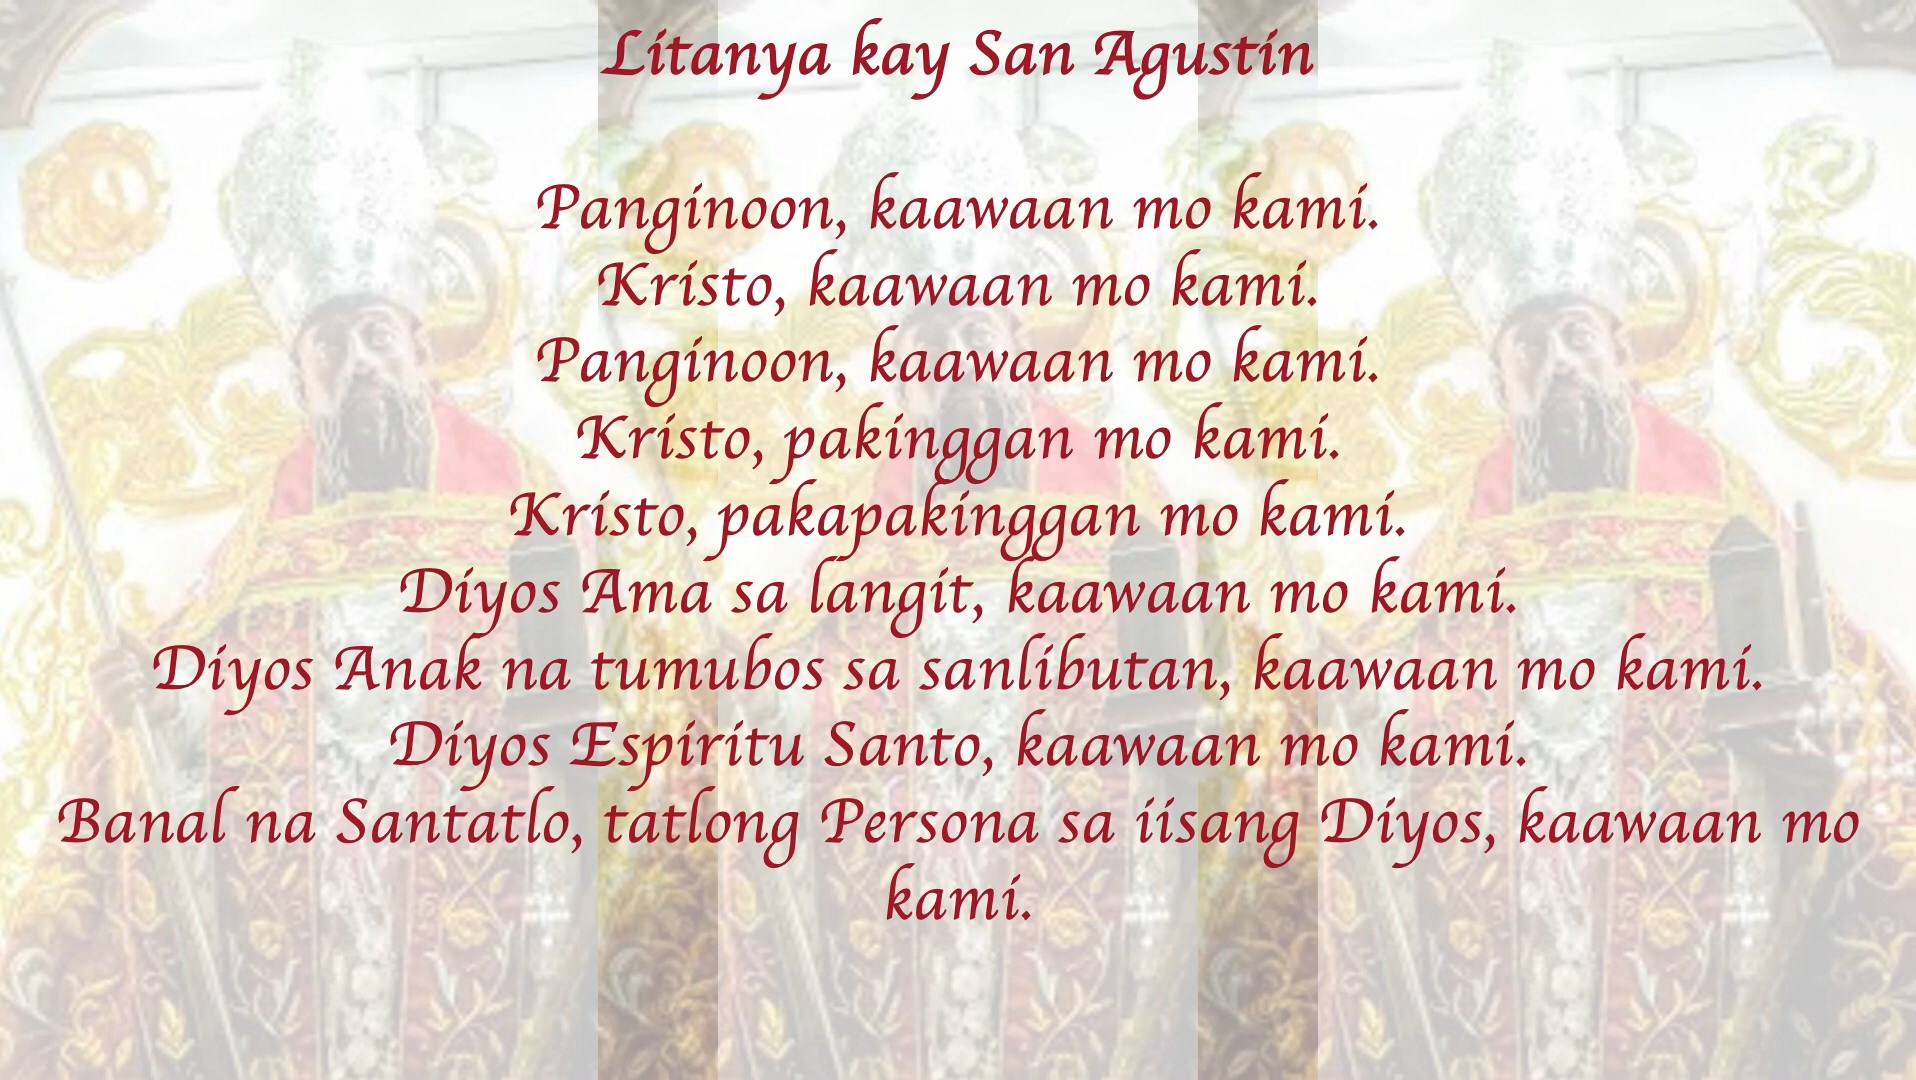 Litanya kay San Agustin
Panginoon, kaawaan mo kami.
Kristo, kaawaan mo kami.
Panginoon, kaawaan mo kami.
Kristo, pakinggan mo kami.
Kristo, pakapakinggan mo kami.
Diyos Ama sa langit, kaawaan mo kami.
Diyos Anak na tumubos sa sanlibutan, kaawaan mo kami.
Diyos Espiritu Santo, kaawaan mo kami.
Banal na Santatlo, tatlong Persona sa iisang Diyos, kaawaan mo
kami.